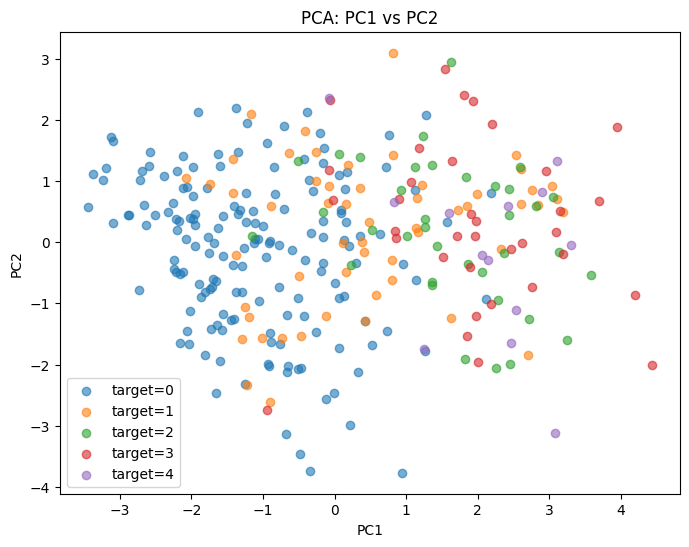 PCA: PC1 vs PC2
PC2
3
2
1
0
−1
−2
−3
−4
target=0
target=1
target=2
target=3
target=4
−3 −2 −1 0 1 2 3 4
PC1